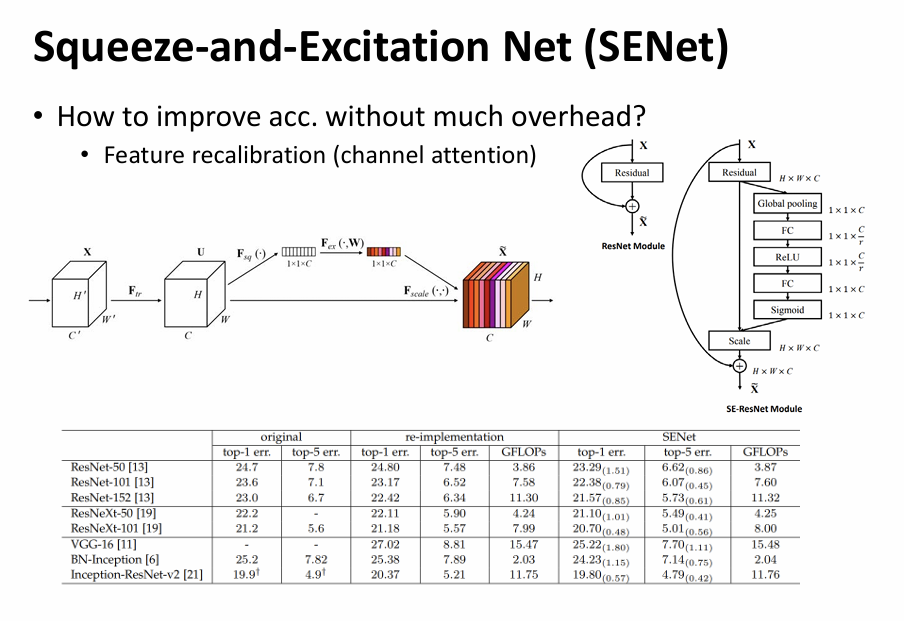 Squeeze-and-Excitation Net (SENet)
• How to improve acc. without much overhead?
• Feature recalibration (channel attention)
X
Residual
+
X̃
ResNet Module
X
Residual
H × W × C
Global pooling
1 × 1 × C
FC
1 × 1 × C/r
ReLU
1 × 1 × C/r
FC
1 × 1 × C
Sigmoid
1 × 1 × C
Scale
H × W × C
+
H × W × C
X̃
SE-ResNet Module
X
H′
W′
C′
F_tr
U
H
W
C
F_sq (·)
1×1×C
F_ex (·,W)
1×1×C
F_scale (·,·)
X̃
H
W
C
original re-implementation SENet
top-1 err. top-5 err. top-1 err. top-5 err. GFLOPs top-1 err. top-5 err. GFLOPs
ResNet-50 [13] 24.7 7.8 24.80 7.48 3.86 23.29(1.51) 6.62(0.86) 3.87
ResNet-101 [13] 23.6 7.1 23.17 6.52 7.58 22.38(0.79) 6.07(0.45) 7.60
ResNet-152 [13] 23.0 6.7 22.42 6.34 11.30 21.57(0.85) 5.73(0.61) 11.32
ResNeXt-50 [19] 22.2 - 22.11 5.90 4.24 21.10(1.01) 5.49(0.41) 4.25
ResNeXt-101 [19] 21.2 5.6 21.18 5.57 7.99 20.70(0.48) 5.01(0.56) 8.00
VGG-16 [11] - - 27.02 8.81 15.47 25.22(1.80) 7.70(1.11) 15.48
BN-Inception [6] 25.2 7.82 25.38 7.89 2.03 24.23(1.15) 7.14(0.75) 2.04
Inception-ResNet-v2 [21] 19.9† 4.9† 20.37 5.21 11.75 19.80(0.57) 4.79(0.42) 11.76